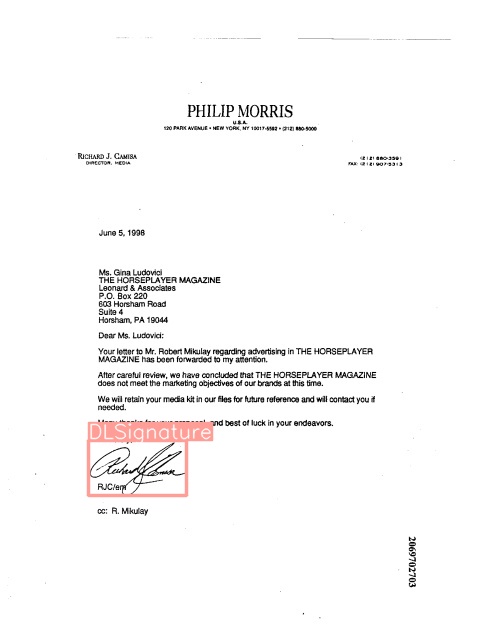 PHILIP MORRIS
U.S.A.
120 PARK AVENUE • NEW YORK, NY 10017-5592 • (212) 880-5000
RICHARD J. CAMISA
DIRECTOR, MEDIA
(212) 880-3591
FAX: (212) 907-5313
June 5, 1998
Ms. Gina Ludovici
THE HORSEPLAYER MAGAZINE
Leonard & Associates
P.O. Box 220
603 Horsham Road
Suite 4
Horsham, PA 19044
Dear Ms. Ludovici:
Your letter to Mr. Robert Mikulay regarding advertising in THE HORSEPLAYER
MAGAZINE has been forwarded to my attention.
After careful review, we have concluded that THE HORSEPLAYER MAGAZINE
does not meet the marketing objectives of our brands at this time.
We will retain your media kit in our files for future reference and will contact you if
needed.
and best of luck in your endeavors.
DLSignature
RJC/em
cc: R. Mikulay
2069702703